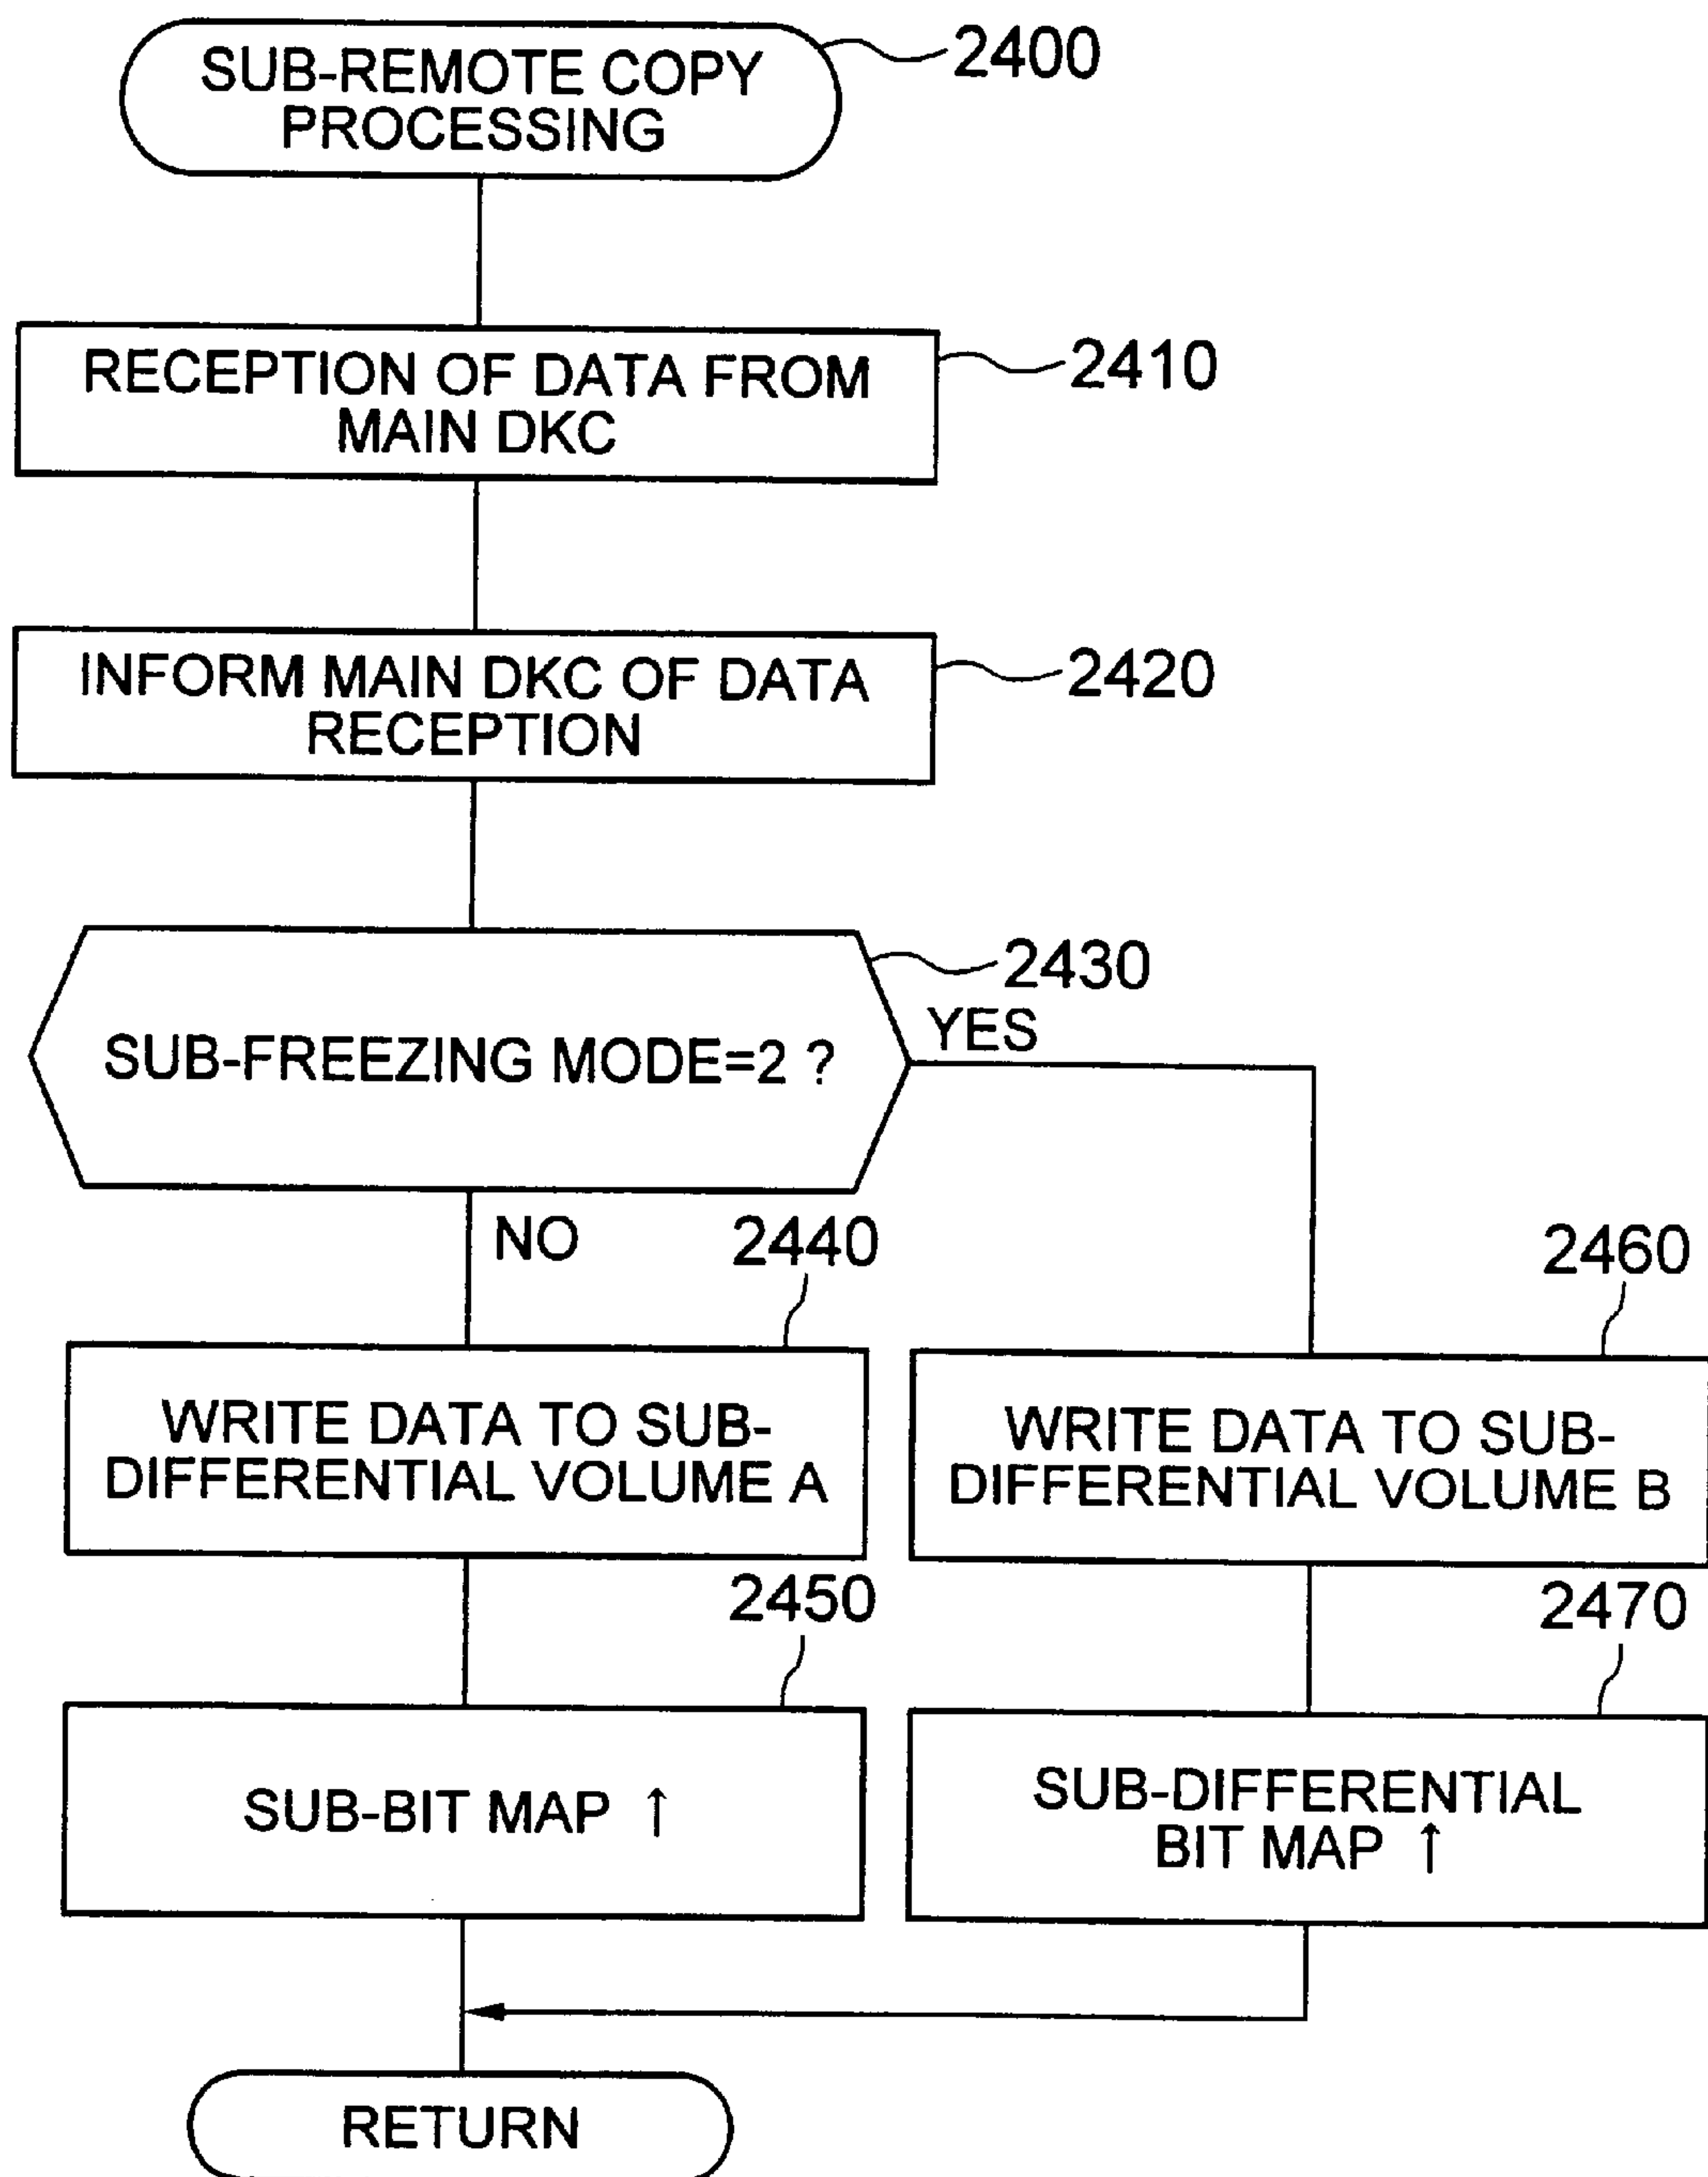 SUB-REMOTE COPY
PROCESSING
2400
RECEPTION OF DATA FROM
MAIN DKC
2410
INFORM MAIN DKC OF DATA
RECEPTION
2420
2430
SUB-FREEZING MODE=2 ?
YES
NO
2440
2460
WRITE DATA TO SUB-
DIFFERENTIAL VOLUME A
WRITE DATA TO SUB-
DIFFERENTIAL VOLUME B
2450
2470
SUB-BIT MAP ↑
SUB-DIFFERENTIAL
BIT MAP ↑
RETURN